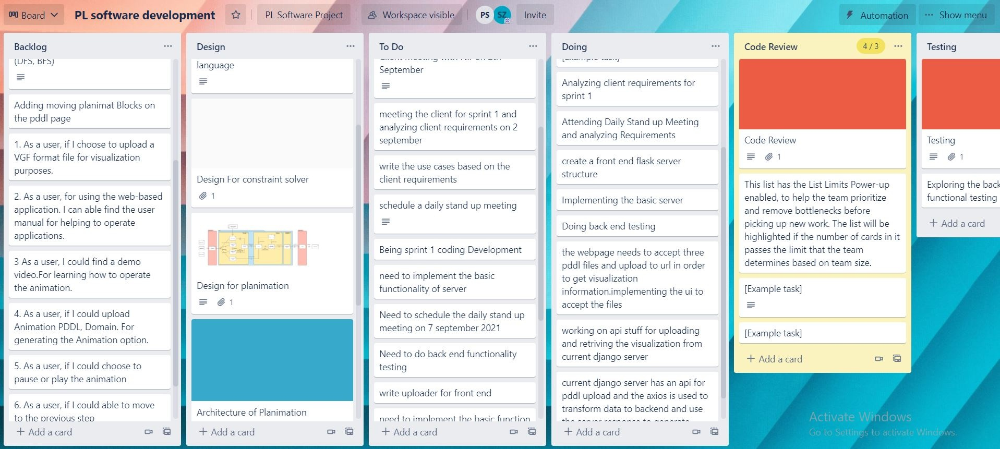 Board
PL software development
PL Software Project
Workspace visible
PS
SZ
Invite
Automation
Show menu
Backlog
(DFS, BFS)
Adding moving planimat Blocks on
the pddl page
1. As a user, if I choose to upload a
VGF format file for visualization
purposes.
2. As a user, for using the web-based
application. I can able find the user
manual for helping to operate
applications.
3 As a user, I could find a demo
video.For learning how to operate
the animation.
4. As a user, if I could upload
Animation PDDL, Domain. For
generating the Animation option.
5. As a user, if I could choose to
pause or play the animation
6. As a user, if I could able to move
to the previous step
+ Add a card
Design
language
Design For constraint solver
1
Design for planimation
1
Architecture of Planimation
+ Add a card
To Do
Client meeting with
September
meeting the client for sprint 1 and
analyzing client requirements on 2
september
write the use cases based on the
client requirements
schedule a daily stand up meeting
Being sprint 1 coding Development
need to implement the basic
functionality of server
Need to schedule the daily stand up
meeting on 7 september 2021
Need to do back end functionality
testing
write uploader for front end
need to implement the basic function
+ Add a card
Doing
[Example task]
Analyzing client requirements for
sprint 1
Attending Daily Stand up Meeting
and analyzing Requirements
create a front end flask server
structure
Implementing the basic server
Doing back end testing
the webpage needs to accept three
pddl files and upload to url in order
to get visualization
information.implementing the ui to
accept the files
working on api stuff for uploading
and retriving the visualization from
current django server
current django server has an api for
pddl upload and the axios is used to
transform data to backend and use
the server response to generate
+ Add a card
Code Review
4 / 3
Code Review
1
This list has the List Limits Power-up
enabled, to help the team prioritize
and remove bottlenecks before
picking up new work. The list will be
highlighted if the number of cards in it
passes the limit that the team
determines based on team size.
[Example task]
[Example task]
+ Add a card
Testing
Testing
1
Exploring the back
functional testing
+ Add a card
Activate Windows
Go to Settings to activate Windows.